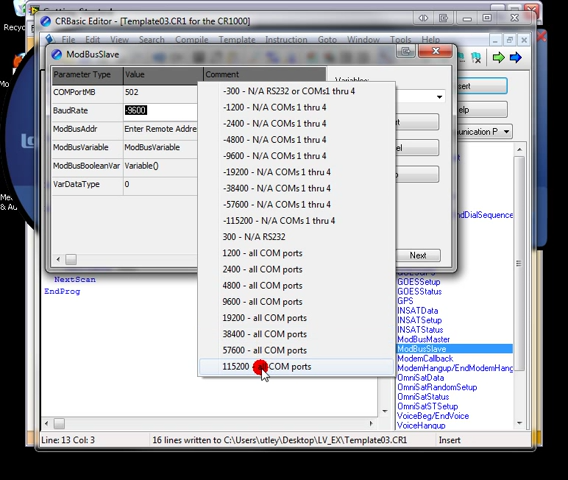 Recyc
CRBasic Editor - [Template03.CR1 for the CR1000]
File Edit View Search Compile Template Instruction Goto Window Tools Help
ModBusSlave
Parameter Type Value Comment
COMPortMB 502
BaudRate -9600
ModBusAddr Enter Remote Addre
ModBusVariable ModBusVariable
ModBusBooleanVar Variable()
VarDataType 0
Variables:
Next
-300 - N/A RS232 or COMs1 thru 4
-1200 - N/A COMs 1 thru 4
-2400 - N/A COMs 1 thru 4
-4800 - N/A COMs 1 thru 4
-9600 - N/A COMs 1 thru 4
-19200 - N/A COMs 1 thru 4
-38400 - N/A COMs 1 thru 4
-57600 - N/A COMs 1 thru 4
-115200 - N/A COMs 1 thru 4
300 - N/A RS232
1200 - all COM ports
2400 - all COM ports
4800 - all COM ports
9600 - all COM ports
19200 - all COM ports
38400 - all COM ports
57600 - all COM ports
115200 - all COM ports
ommunication P
ndDialSequence
GOESSetup
GOESStatus
GPS
INSATData
INSATSetup
INSATStatus
ModBusMaster
ModBusSlave
ModemCallback
ModemHangup/EndModemHang
OmniSatData
OmniSatRandomSetup
OmniSatStatus
OmniSatSTSetup
VoiceBeg/EndVoice
VoiceHangup
NextScan
EndProg
Line: 13 Col: 3 16 lines written to C:\Users\utley\Desktop\LV_EX\Template03.CR1 Insert